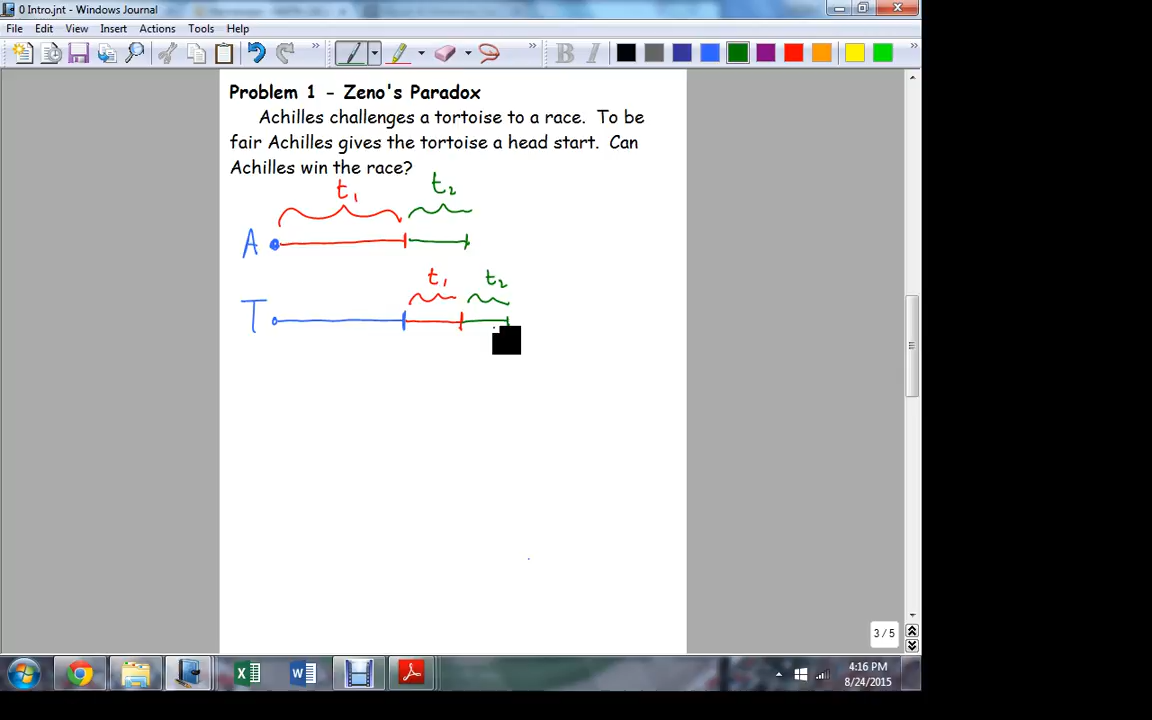 0 Intro.jnt - Windows Journal
File Edit View Insert Actions Tools Help
B I
Problem 1 - Zeno's Paradox
Achilles challenges a tortoise to a race. To be
fair Achilles gives the tortoise a head start. Can
Achilles win the race?
t₁ t₂
A
t₁ t₂
T
3 / 5
4:16 PM
8/24/2015